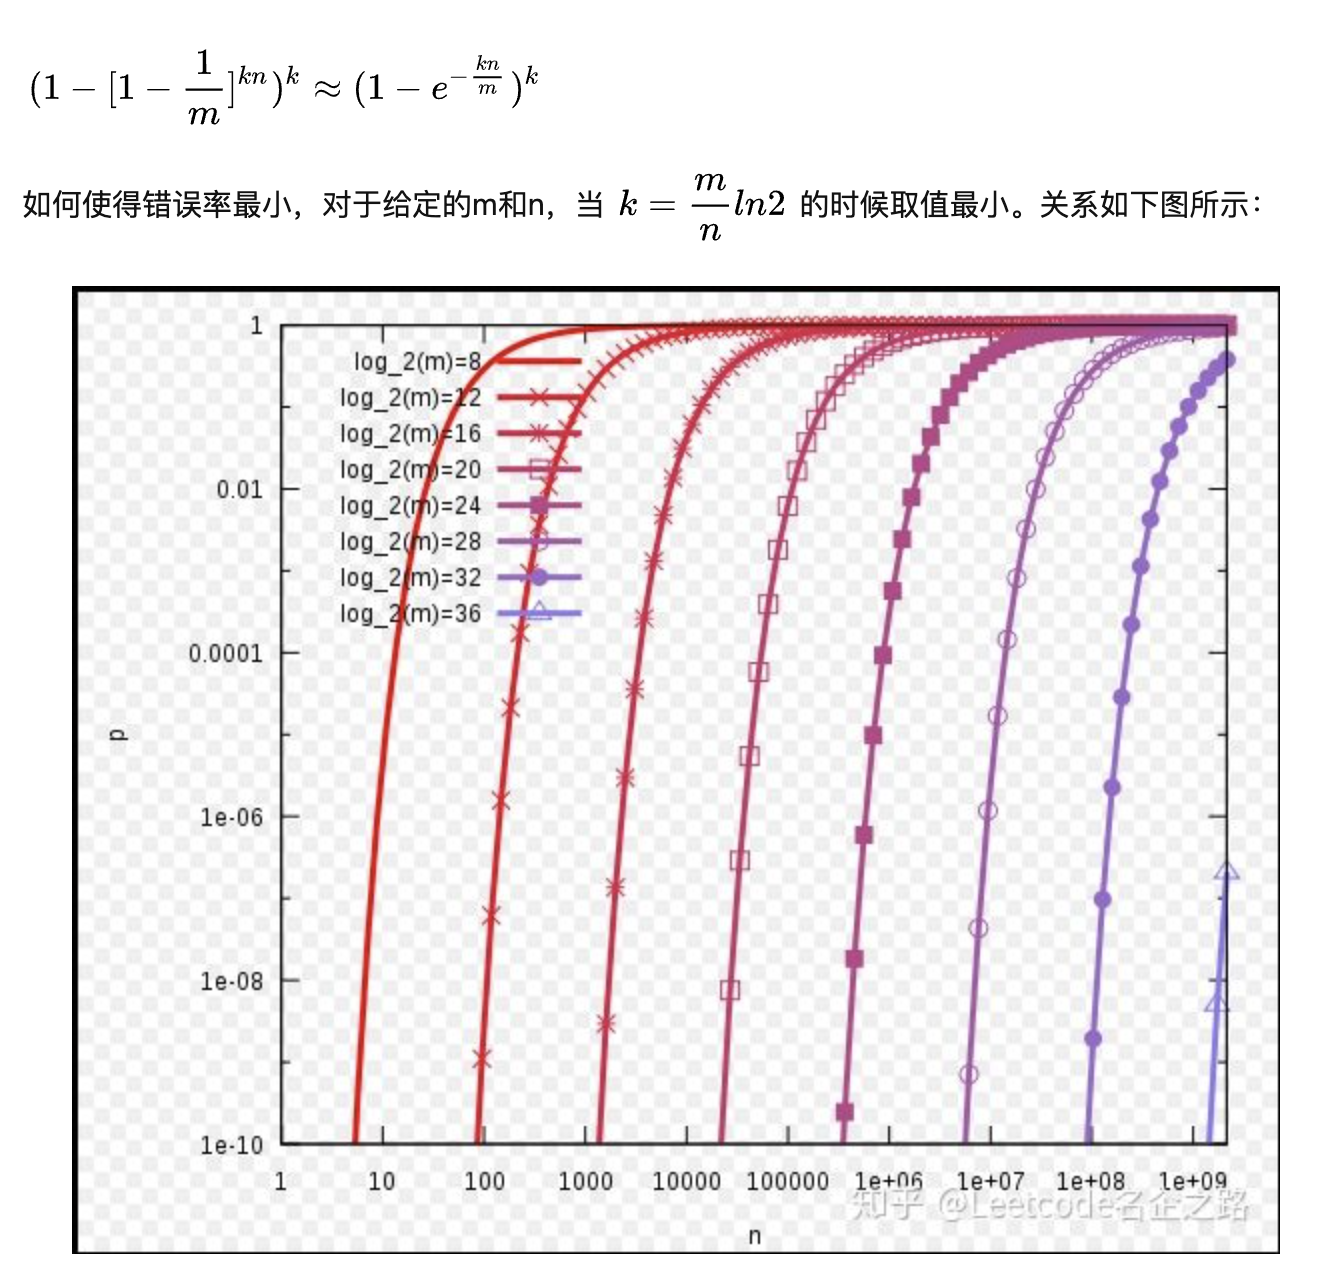 (1 − [1 − 1/m]^{kn})^k ≈ (1 − e^{−kn/m})^k
如何使得错误率最小，对于给定的m和n，当 k = m/n ln2 的时候取值最小。关系如下图所示：
1
log_2(m)=8
log_2(m)=12
log_2(m)=16
log_2(m)=20
0.01
log_2(m)=24
log_2(m)=28
log_2(m)=32
log_2(m)=36
0.0001
p
1e-06
1e-08
1e-10
1 10 100 1000 10000 100000 1e+06 1e+07 1e+08 1e+09
知乎 @Leetcode名企之路
n